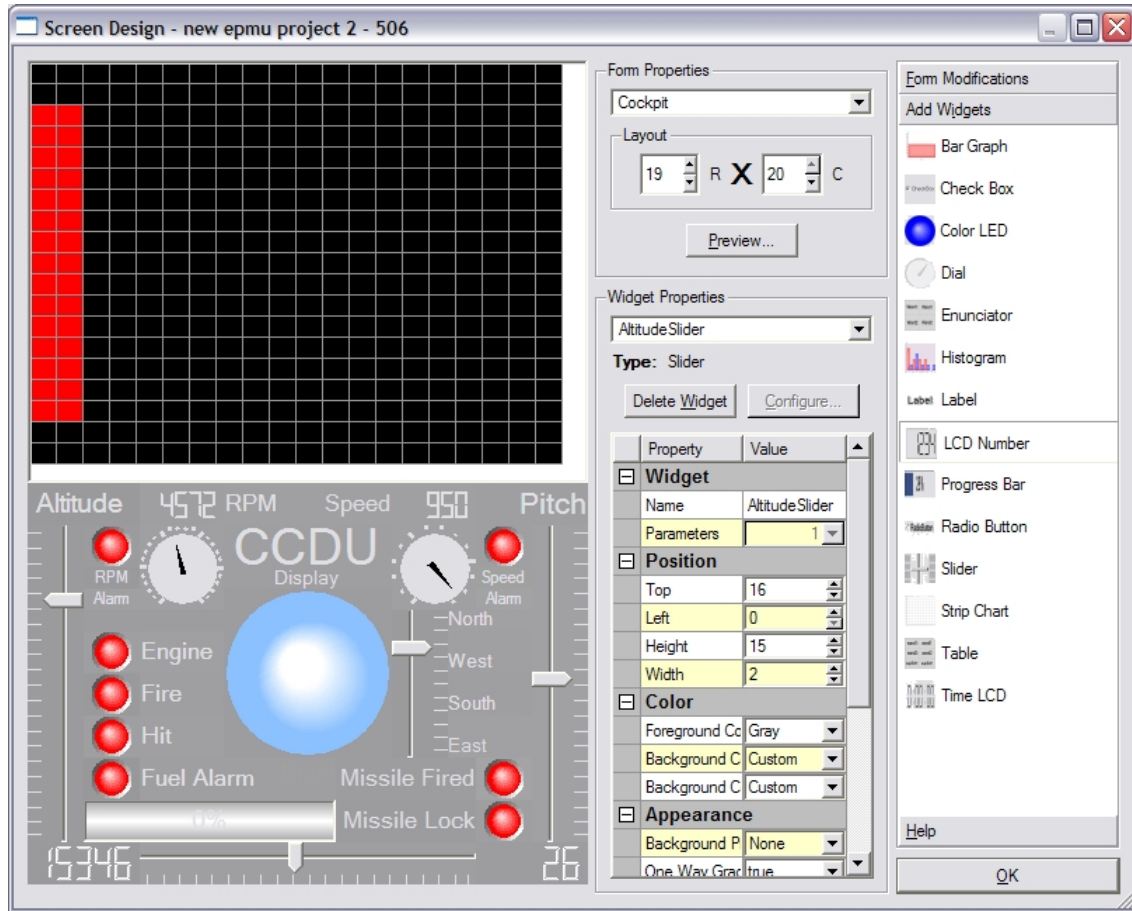 Screen Design - new epmu project 2 - 506
Form Properties
Cockpit
Layout
19 R X 20 C
Preview...
Widget Properties
AltitudeSlider
Type: Slider
Delete Widget Configure...
Property Value
Widget
Name AltitudeSlider
Parameters 1
Position
Top 16
Left 0
Height 15
Width 2
Color
Foreground Cc Gray
Background C Custom
Background C Custom
Appearance
Background P None
One Way Grac true
Form Modifications
Add Widgets
Bar Graph
Check Box
Color LED
Dial
Enunciator
Histogram
Label Label
LCD Number
Progress Bar
Radio Button
Slider
Strip Chart
Table
Time LCD
Help
OK
Altitude 4572 RPM Speed 950 Pitch
CCDU
Display
RPM
Alarm
Speed
Alarm
North
West
South
East
Engine
Fire
Hit
Fuel Alarm
Missile Fired
0%
Missile Lock
15346
26